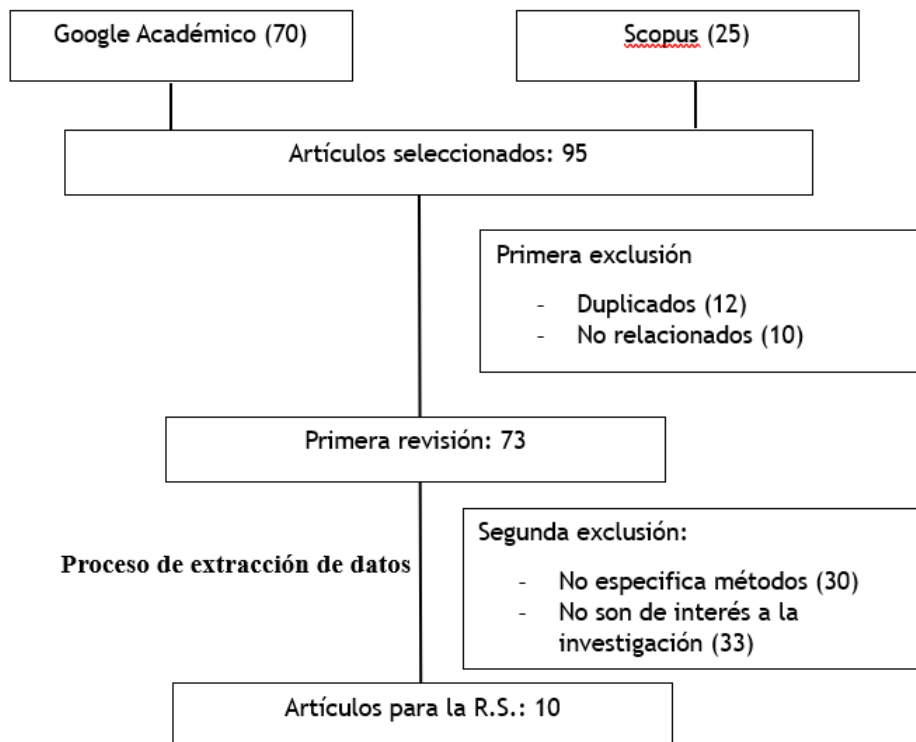 Google Académico (70)
Scopus (25)
Artículos seleccionados: 95
Primera exclusión
- Duplicados (12)
- No relacionados (10)
Primera revisión: 73
Segunda exclusión:
Proceso de extracción de datos
- No especifica métodos (30)
- No son de interés a la
investigación (33)
Artículos para la R.S.: 10